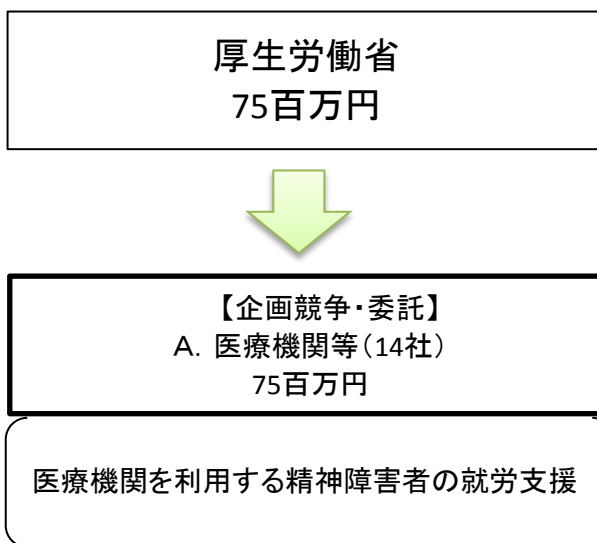 厚生労働省
75百万円
【企画競争・委託】
A. 医療機関等(14社)
75百万円
医療機関を利用する精神障害者の就労支援